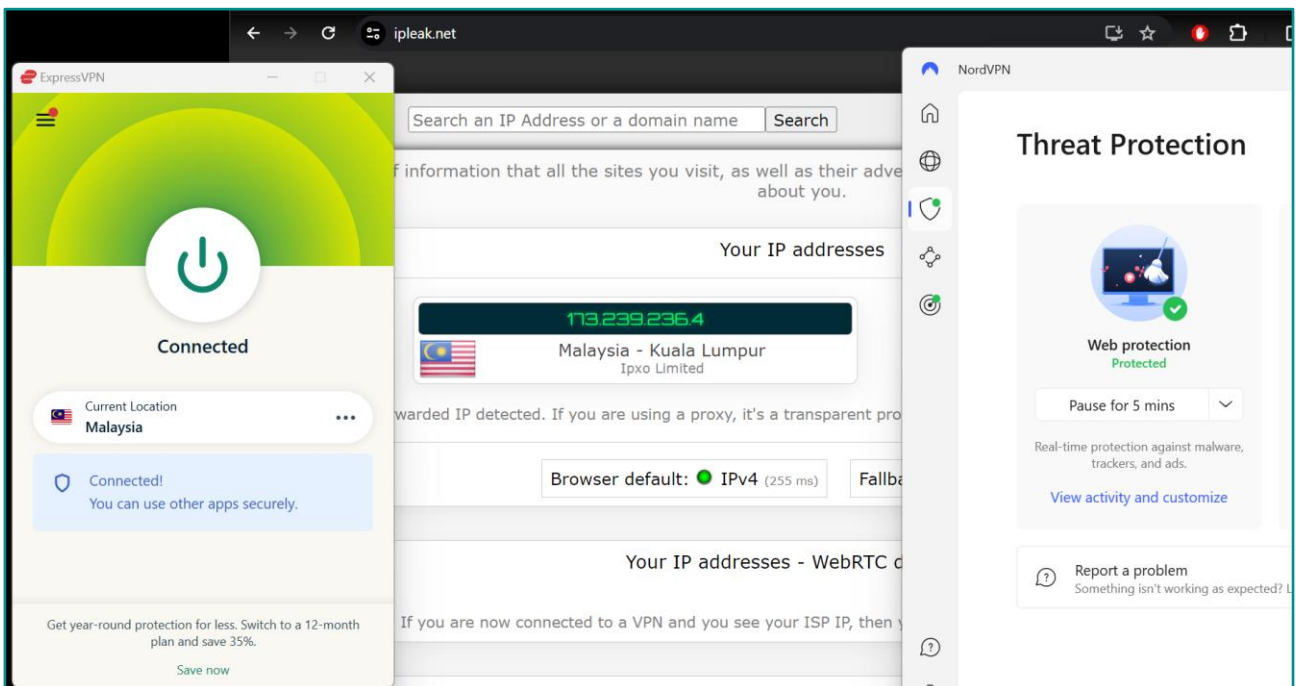 ipleak.net
ExpressVPN
Connected
Current Location
Malaysia
Connected!
You can use other apps securely.
Get year-round protection for less. Switch to a 12-month
plan and save 35%.
Save now
Search an IP Address or a domain name
Search
f information that all the sites you visit, as well as their adve
about you.
Your IP addresses
173.239.236.4
Malaysia - Kuala Lumpur
Ipxo Limited
warded IP detected. If you are using a proxy, it's a transparent pro
Browser default: IPv4 (255 ms)
Fallba
Your IP addresses - WebRTC d
If you are now connected to a VPN and you see your ISP IP, then y
NordVPN
Threat Protection
Web protection
Protected
Pause for 5 mins
Real-time protection against malware,
trackers, and ads.
View activity and customize
Report a problem
Something isn't working as expected? L